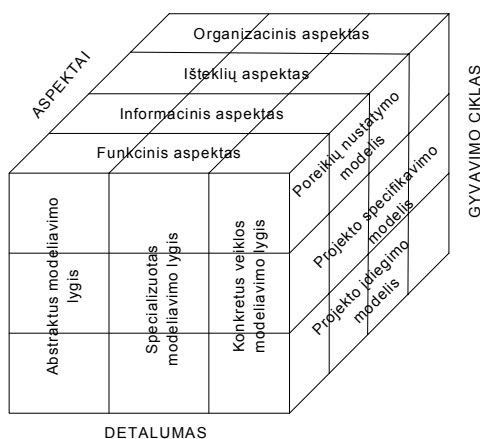 Organizacinis aspektas
Išteklių aspektas
Informacinis aspektas
Funkcinis aspektas
ASPEKTAI
Poreikių nustatymo
modelis
Projekto specifikavimo
modelis
Projekto įdiegimo
modelis
GYVAVIMO CIKLAS
Abstraktus modeliavimo
lygis
Specializuotas
modeliavimo lygis
Konkretus veiklos
modeliavimo lygis
DETALUMAS